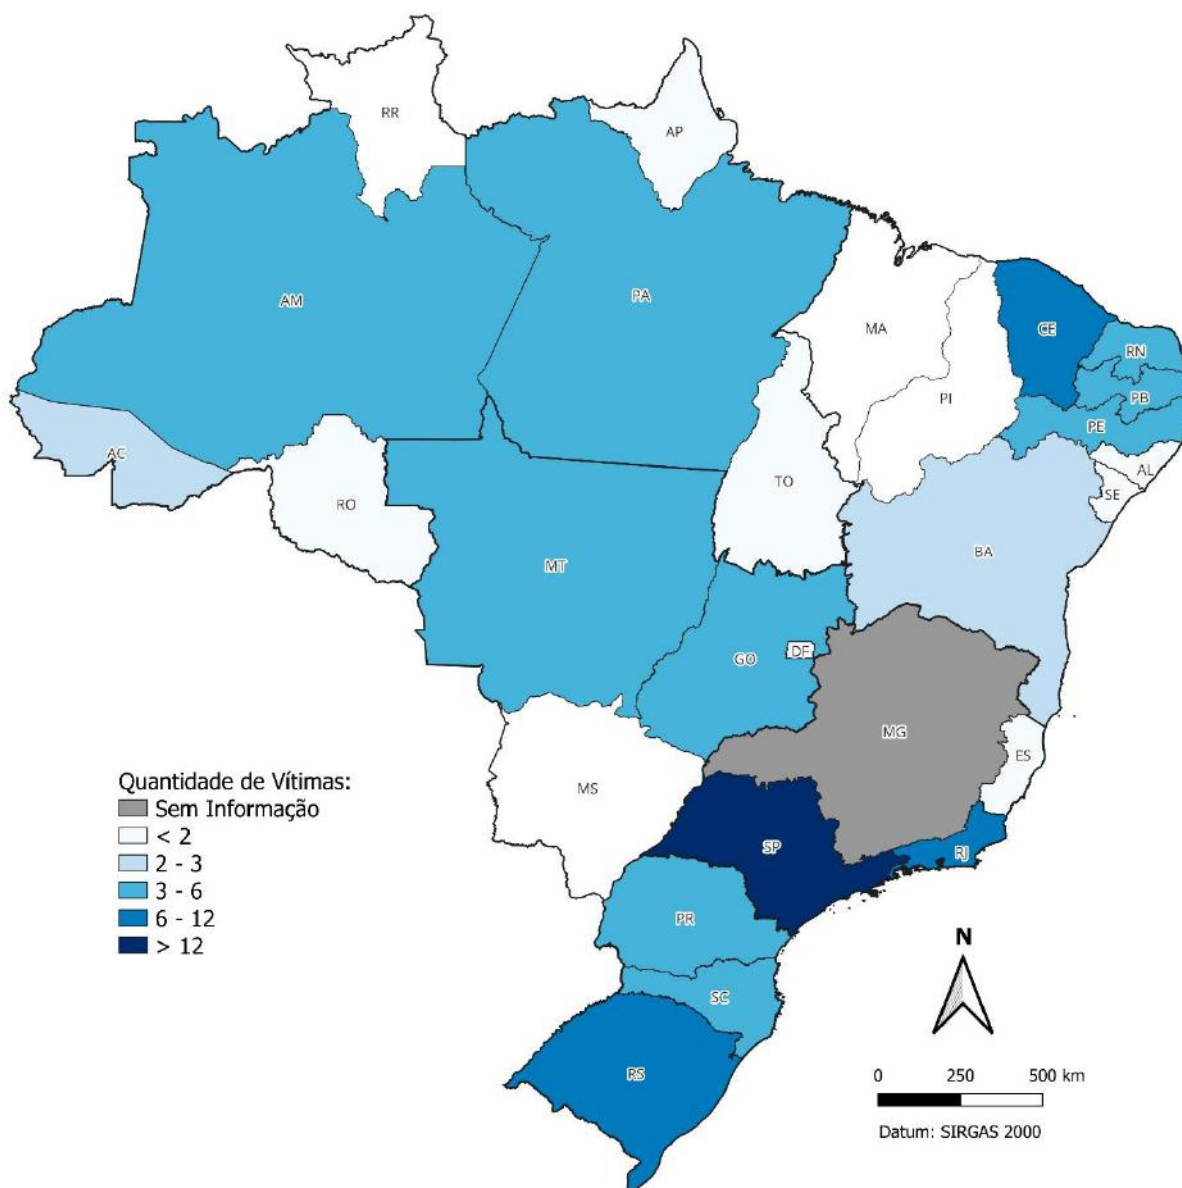 RR
AP
AM
PA
MA
CE
RN
PI
PB
PE
AC
AL
TO
SE
RO
BA
MT
GO
DF
MG
ES
MS
Quantidade de Vítimas:
Sem Informação
< 2
2 - 3
3 - 6
6 - 12
> 12
SP
RJ
PR
SC
RS
N
0 250 500 km
Datum: SIRGAS 2000